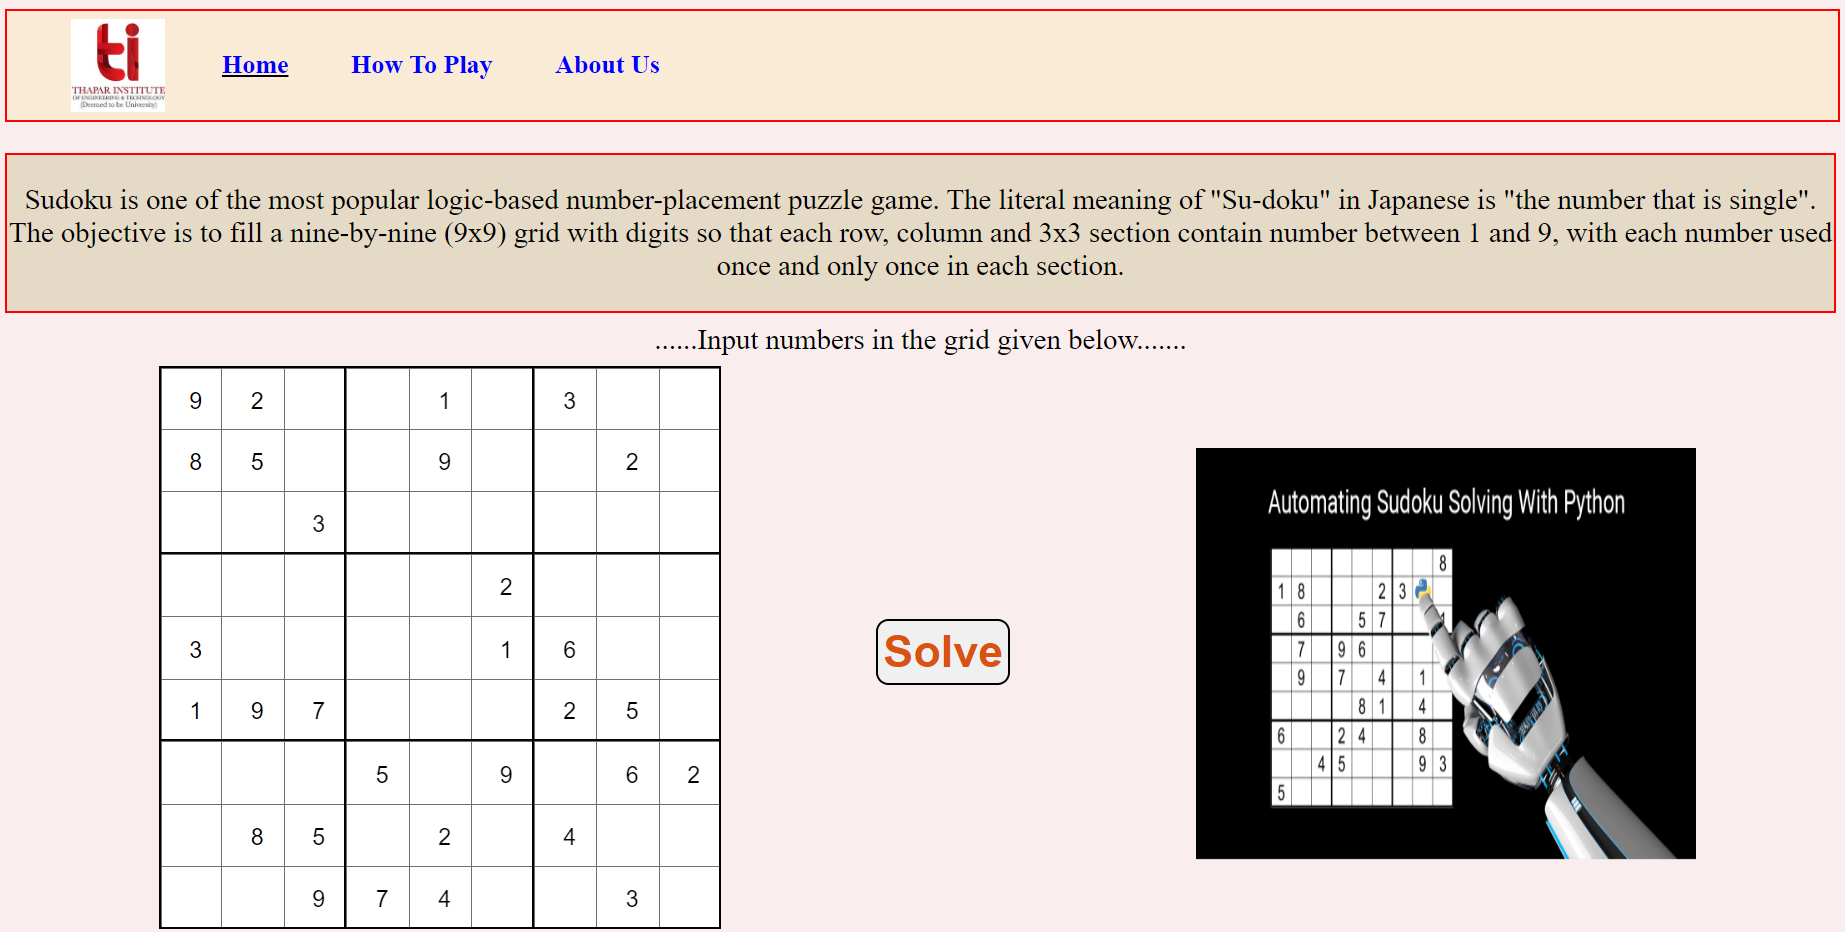 THAPAR INSTITUTE
OF ENGINEERING & TECHNOLOGY
(Deemed to be University)
Home How To Play About Us
Sudoku is one of the most popular logic-based number-placement puzzle game. The literal meaning of "Su-doku" in Japanese is "the number that is single".
The objective is to fill a nine-by-nine (9x9) grid with digits so that each row, column and 3x3 section contain number between 1 and 9, with each number used
once and only once in each section.
......Input numbers in the grid given below.......
9 2 1 3
8 5 9 2
3
2
3 1 6
1 9 7 2 5
5 9 6 2
8 5 2 4
9 7 4 3
Solve
Automating Sudoku Solving With Python
8
1 8 2 3
6 5 7 1
7 9 6
9 7 4 1
8 1 4
6 2 4 8
4 5 9 3
5